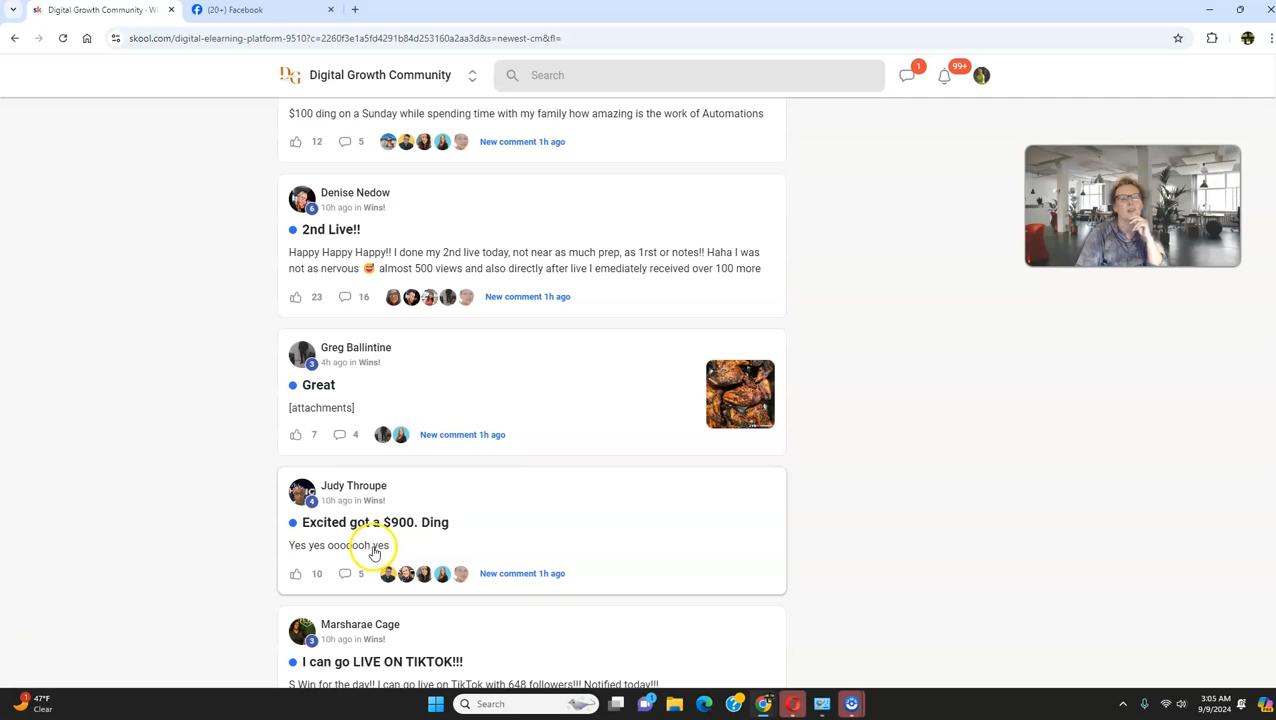 Digital Growth Community - Wi
(20+) Facebook
skool.com/digital-elearning-platform-9510?c=2260f3e1a5fd4291b84d253160a2aa3d&s=newest-cm&fl=
DG Digital Growth Community
Search
1
99+
$100 ding on a Sunday while spending time with my family how amazing is the work of Automations
12 5 New comment 1h ago
Denise Nedow
6 10h ago in Wins!
2nd Live!!
Happy Happy Happy!! I done my 2nd live today, not near as much prep, as 1rst or notes!! Haha I was
not as nervous 😅 almost 500 views and also directly after live I emediately received over 100 more
23 16 New comment 1h ago
Greg Ballintine
3 4h ago in Wins!
Great
[attachments]
7 4 New comment 1h ago
Judy Throupe
4 10h ago in Wins!
Excited got a $900. Ding
Yes yes ooooooh yes
10 5 New comment 1h ago
Marsharae Cage
3 10h ago in Wins!
I can go LIVE ON TIKTOK!!!
S Win for the day!! I can go live on TikTok with 648 followers!!! Notified today!!!
47°F
Clear
Search
1
3:05 AM
9/9/2024